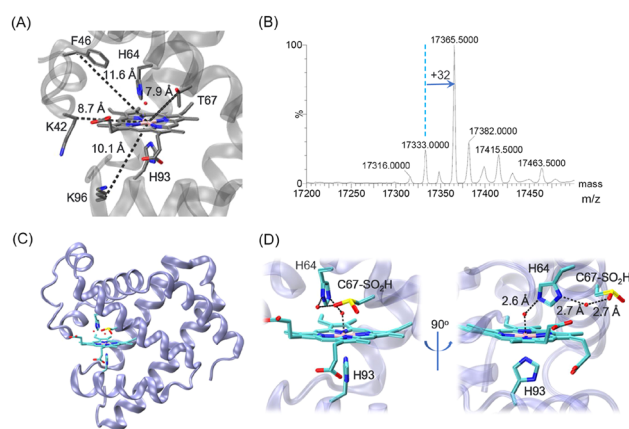 (A)
F46
H64
11.6 Å
7.9 Å
T67
8.7 Å
K42
10.1 Å
H93
K96
(B)
17365.5000
100
+32
%
17382.0000
17333.0000
17415.5000
17316.0000
17463.5000
0
17200 17250 17300 17350 17400 17450
mass
m/z
(C)
(D)
H64
C67-SO2H
H93
90°
H64
C67-SO2H
2.6 Å
2.7 Å
2.7 Å
H93